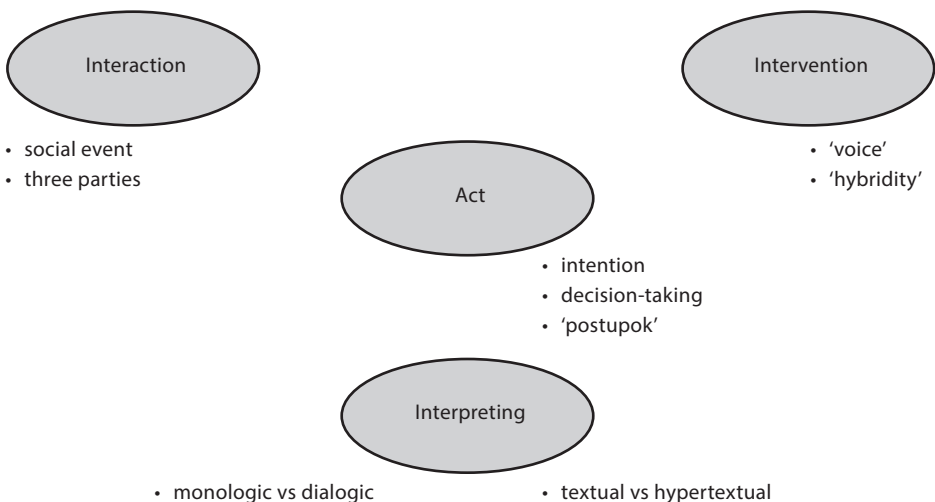 Interaction
• social event
• three parties
Intervention
• ‘voice’
• ‘hybridity’
Act
• intention
• decision-taking
• ‘postupok’
Interpreting
• monologic vs dialogic
• textual vs hypertextual